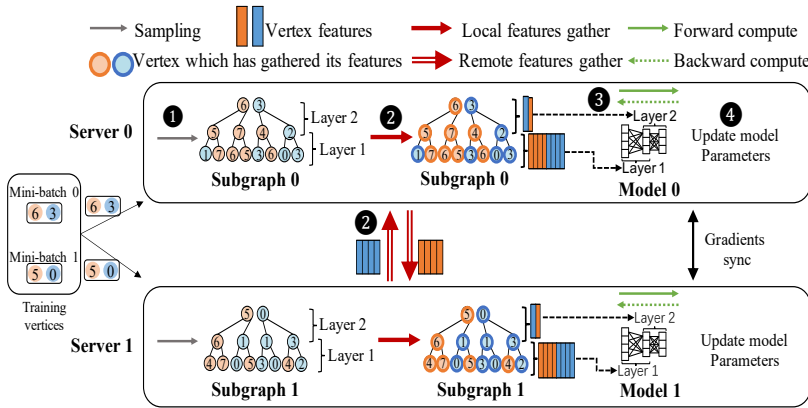 Sampling Vertex features Local features gather Forward compute
Vertex which has gathered its features Remote features gather Backward compute
Server 0
1
6 3
5 7 4 2
1 7 6 5 3 6 0 3
Layer 2
Layer 1
Subgraph 0
2
6 3
5 7 4 2
1 7 6 5 3 6 0 3
Subgraph 0
3
Layer 2
Layer 1
Model 0
4
Update model
Parameters
Mini-batch 0
6 3
6 3
Mini-batch 1
5 0
5 0
Training
vertices
2
Gradients
sync
Server 1
5 0
6 1 1 3
4 7 0 5 3 0 4 2
Layer 2
Layer 1
Subgraph 1
5 0
6 1 1 3
4 7 0 5 3 0 4 2
Subgraph 1
Layer 2
Layer 1
Model 1
Update model
Parameters